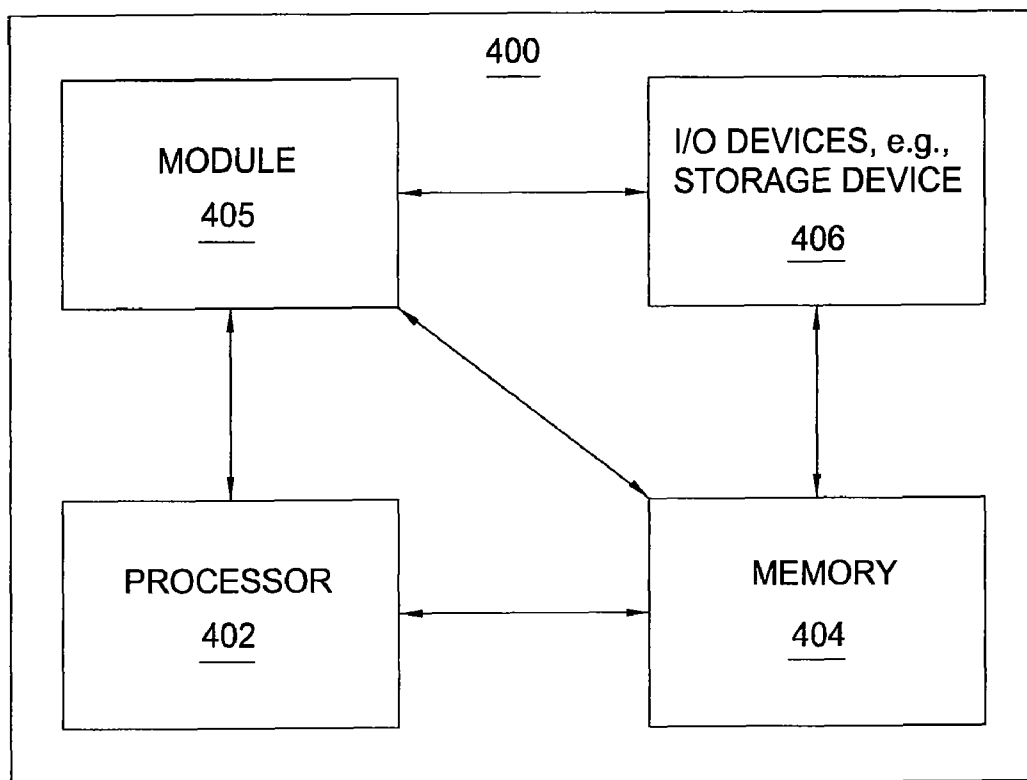 400
MODULE
405
I/O DEVICES, e.g.,
STORAGE DEVICE
406
PROCESSOR
402
MEMORY
404